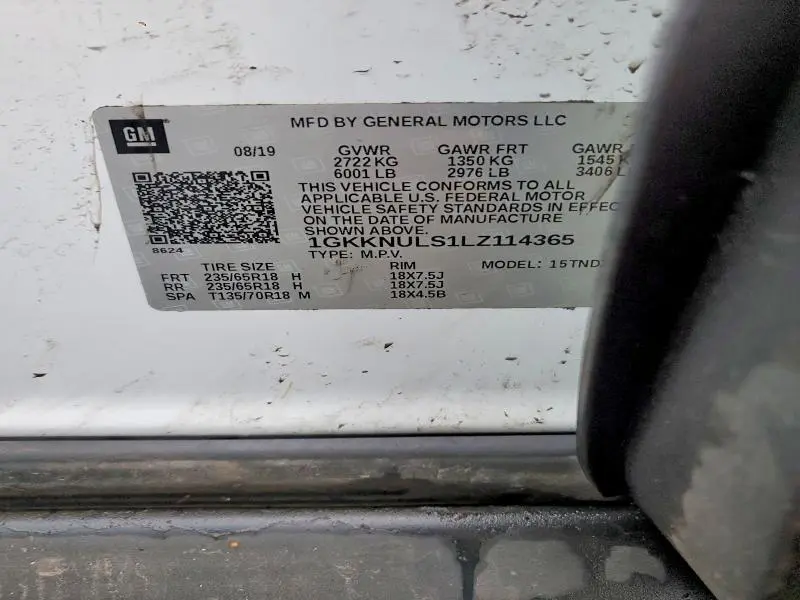 GM
MFD BY GENERAL MOTORS LLC
08/19 GVWR GAWR FRT GAWR
2722 KG 1350 KG 1545 K
6001 LB 2976 LB 3406 L
THIS VEHICLE CONFORMS TO ALL
APPLICABLE U.S. FEDERAL MOTOR
VEHICLE SAFETY STANDARDS IN EFFEC
ON THE DATE OF MANUFACTURE
SHOWN ABOVE.
8624 1GKKNULS1LZ114365
TYPE: M.P.V.
TIRE SIZE RIM MODEL: 15TND
FRT 235/65R18 H 18X7.5J
RR 235/65R18 H 18X7.5J
SPA T135/70R18 M 18X4.5B